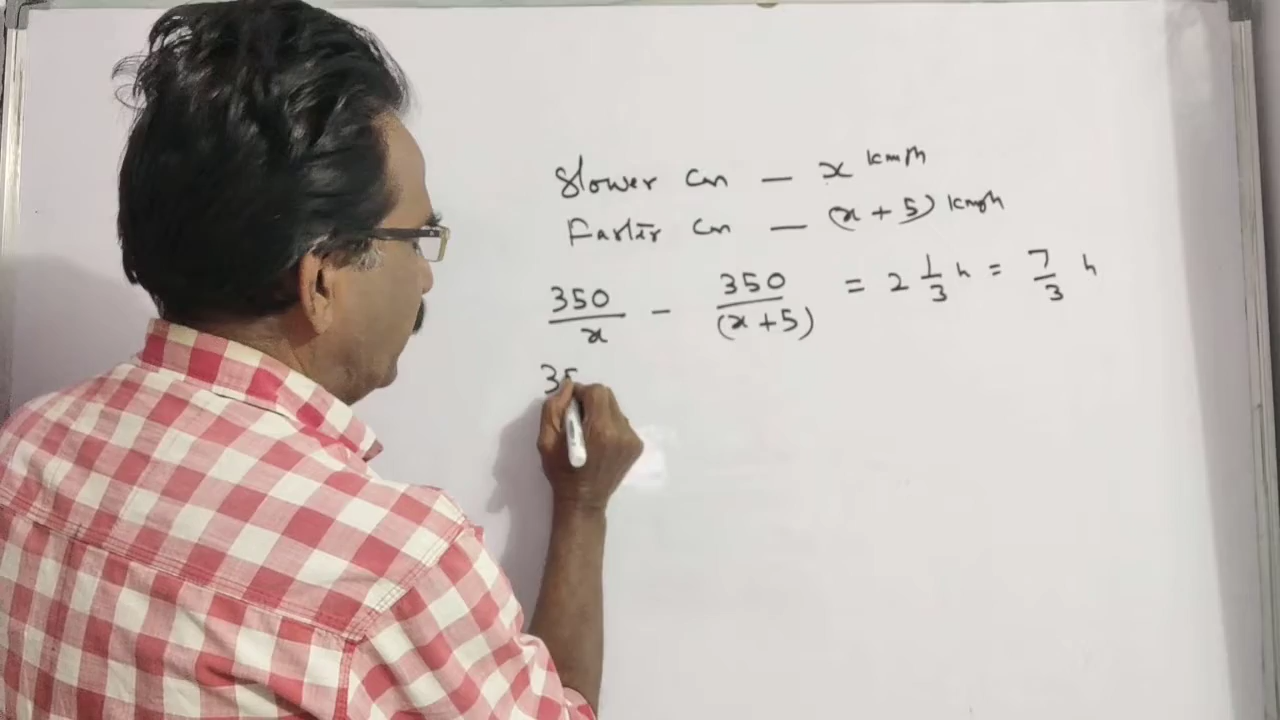 Slower Car — x kmph
Faster Car — (x + 5) kmph
350/x — 350/(x+5) = 2 1/3 h = 7/3 h
35